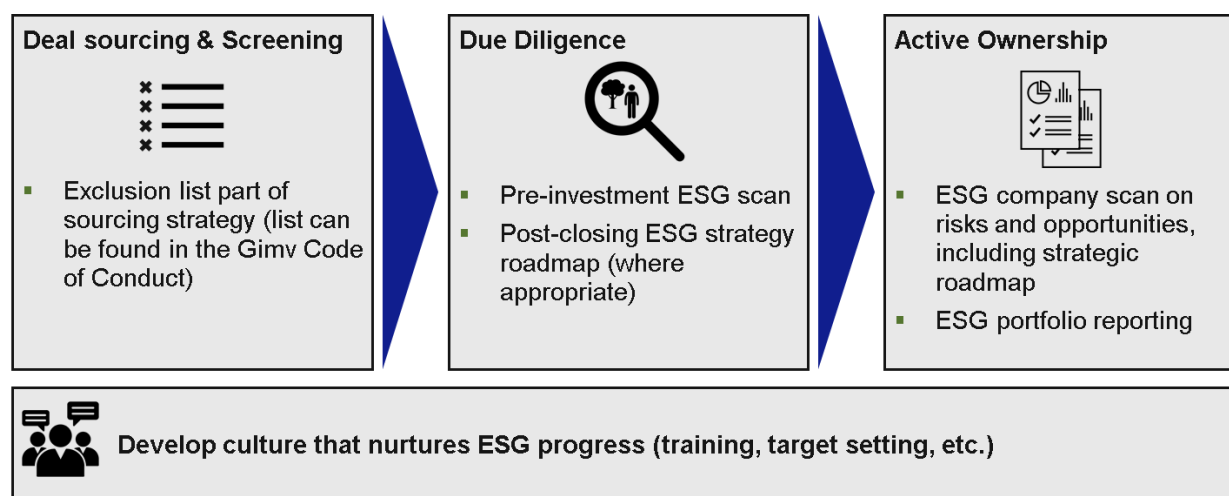 Deal sourcing & Screening
▪ Exclusion list part of
sourcing strategy (list can
be found in the Gimv Code
of Conduct)
Due Diligence
▪ Pre-investment ESG scan
▪ Post-closing ESG strategy
roadmap (where
appropriate)
Active Ownership
▪ ESG company scan on
risks and opportunities,
including strategic
roadmap
▪ ESG portfolio reporting
Develop culture that nurtures ESG progress (training, target setting, etc.)